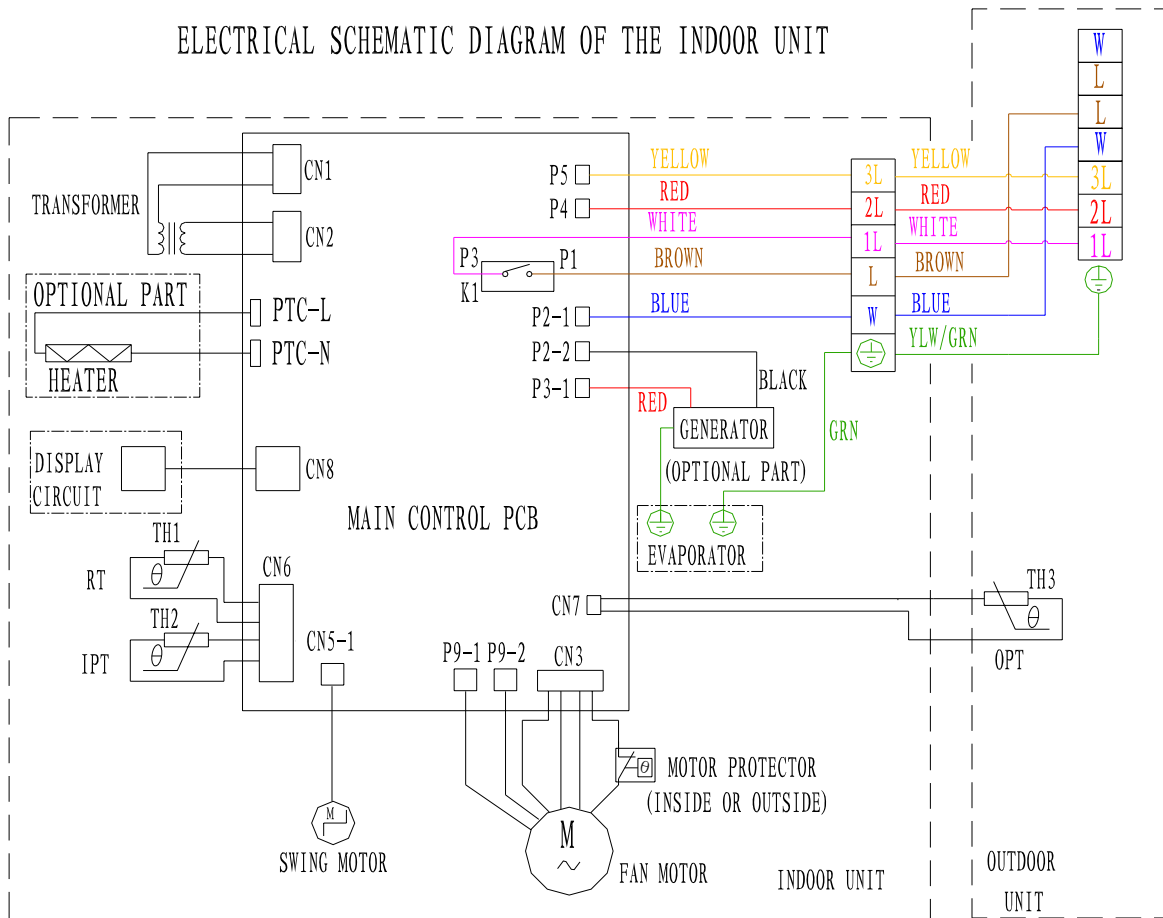 ELECTRICAL SCHEMATIC DIAGRAM OF THE INDOOR UNIT
W
L
L
W
3L
2L
1L
CN1
TRANSFORMER
CN2
P5
YELLOW
3L
YELLOW
P4
RED
2L
RED
WHITE
1L
WHITE
P3
P1
BROWN
L
BROWN
K1
OPTIONAL PART
PTC-L
PTC-N
HEATER
P2-1
BLUE
W
BLUE
YLW/GRN
P2-2
BLACK
P3-1
RED
GENERATOR
GRN
(OPTIONAL PART)
DISPLAY
CIRCUIT
CN8
MAIN CONTROL PCB
EVAPORATOR
TH1
θ
RT
CN6
TH2
θ
IPT
CN7
TH3
θ
OPT
CN5-1
P9-1
P9-2
CN3
θ
MOTOR PROTECTOR
(INSIDE OR OUTSIDE)
M
SWING MOTOR
M
FAN MOTOR
INDOOR UNIT
OUTDOOR
UNIT